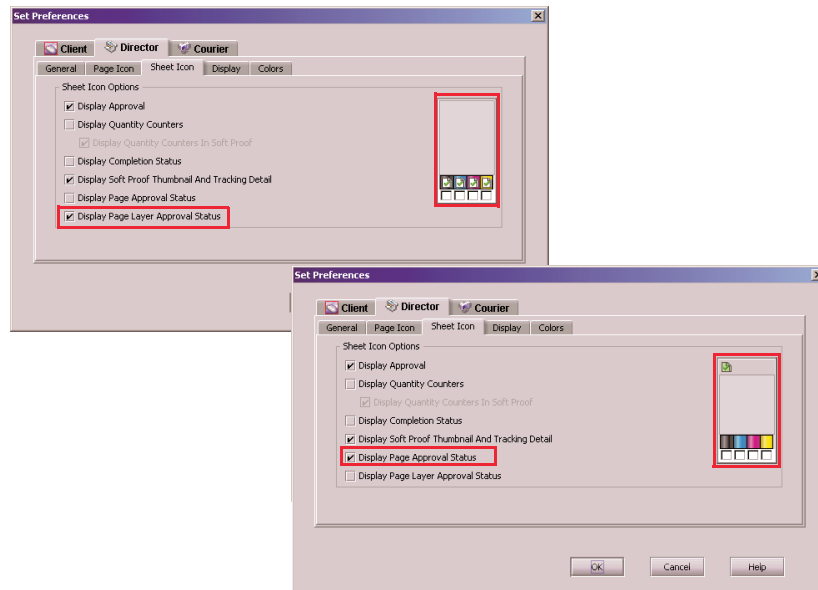 Set Preferences
Client Director Courier
General Page Icon Sheet Icon Display Colors
Sheet Icon Options
Display Approval
Display Quantity Counters
Display Quantity Counters In Soft Proof
Display Completion Status
Display Soft Proof Thumbnail And Tracking Detail
Display Page Approval Status
Display Page Layer Approval Status
Set Preferences
Client Director Courier
General Page Icon Sheet Icon Display Colors
Sheet Icon Options
Display Approval
Display Quantity Counters
Display Quantity Counters In Soft Proof
Display Completion Status
Display Soft Proof Thumbnail And Tracking Detail
Display Page Approval Status
Display Page Layer Approval Status
OK Cancel Help